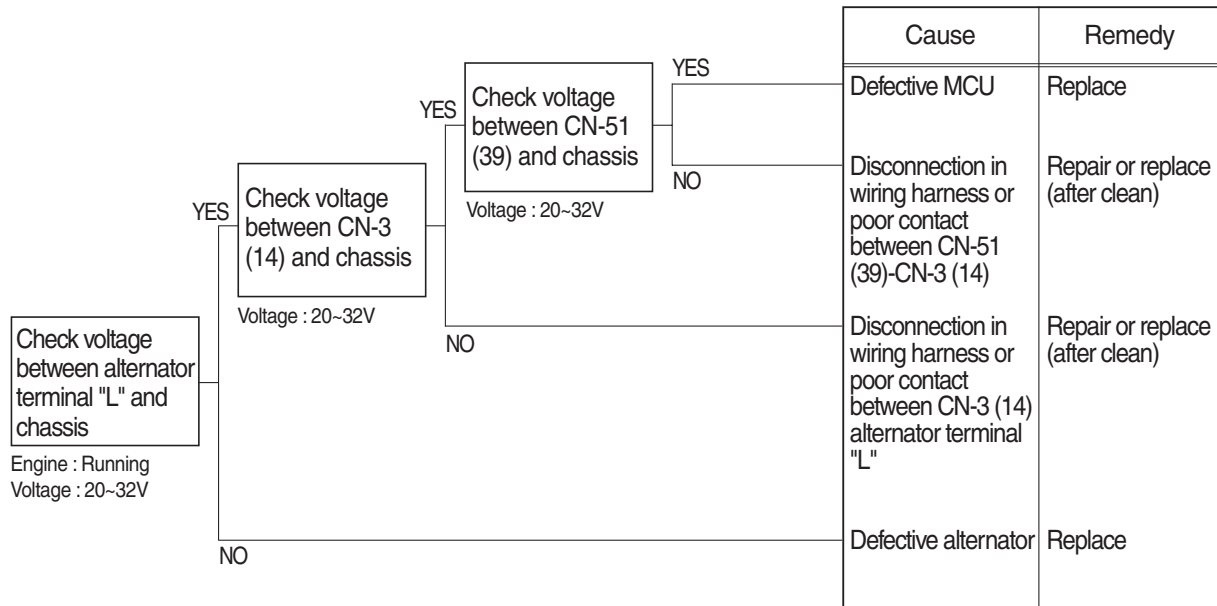 Cause
Remedy
YES
Defective MCU
Replace
YES
Check voltage
between CN-51
(39) and chassis
NO
Disconnection in
wiring harness or
poor contact
between CN-51
(39)-CN-3 (14)
Repair or replace
(after clean)
Voltage : 20~32V
YES
Check voltage
between CN-3
(14) and chassis
Voltage : 20~32V
NO
Disconnection in
wiring harness or
poor contact
between CN-3 (14)
alternator terminal
"L"
Repair or replace
(after clean)
Check voltage
between alternator
terminal "L" and
chassis
Engine : Running
Voltage : 20~32V
NO
Defective alternator
Replace